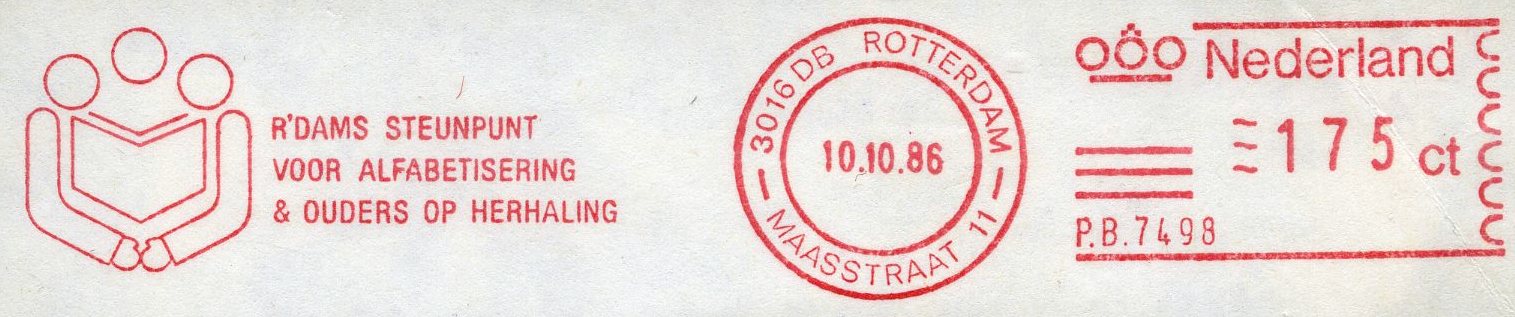 R'DAMS STEUNPUNT
VOOR ALFABETISERING
& OUDERS OP HERHALING
3016 DB ROTTERDAM
10.10.86
MAASSTRAAT 11
Nederland
175 ct
P.B.7498